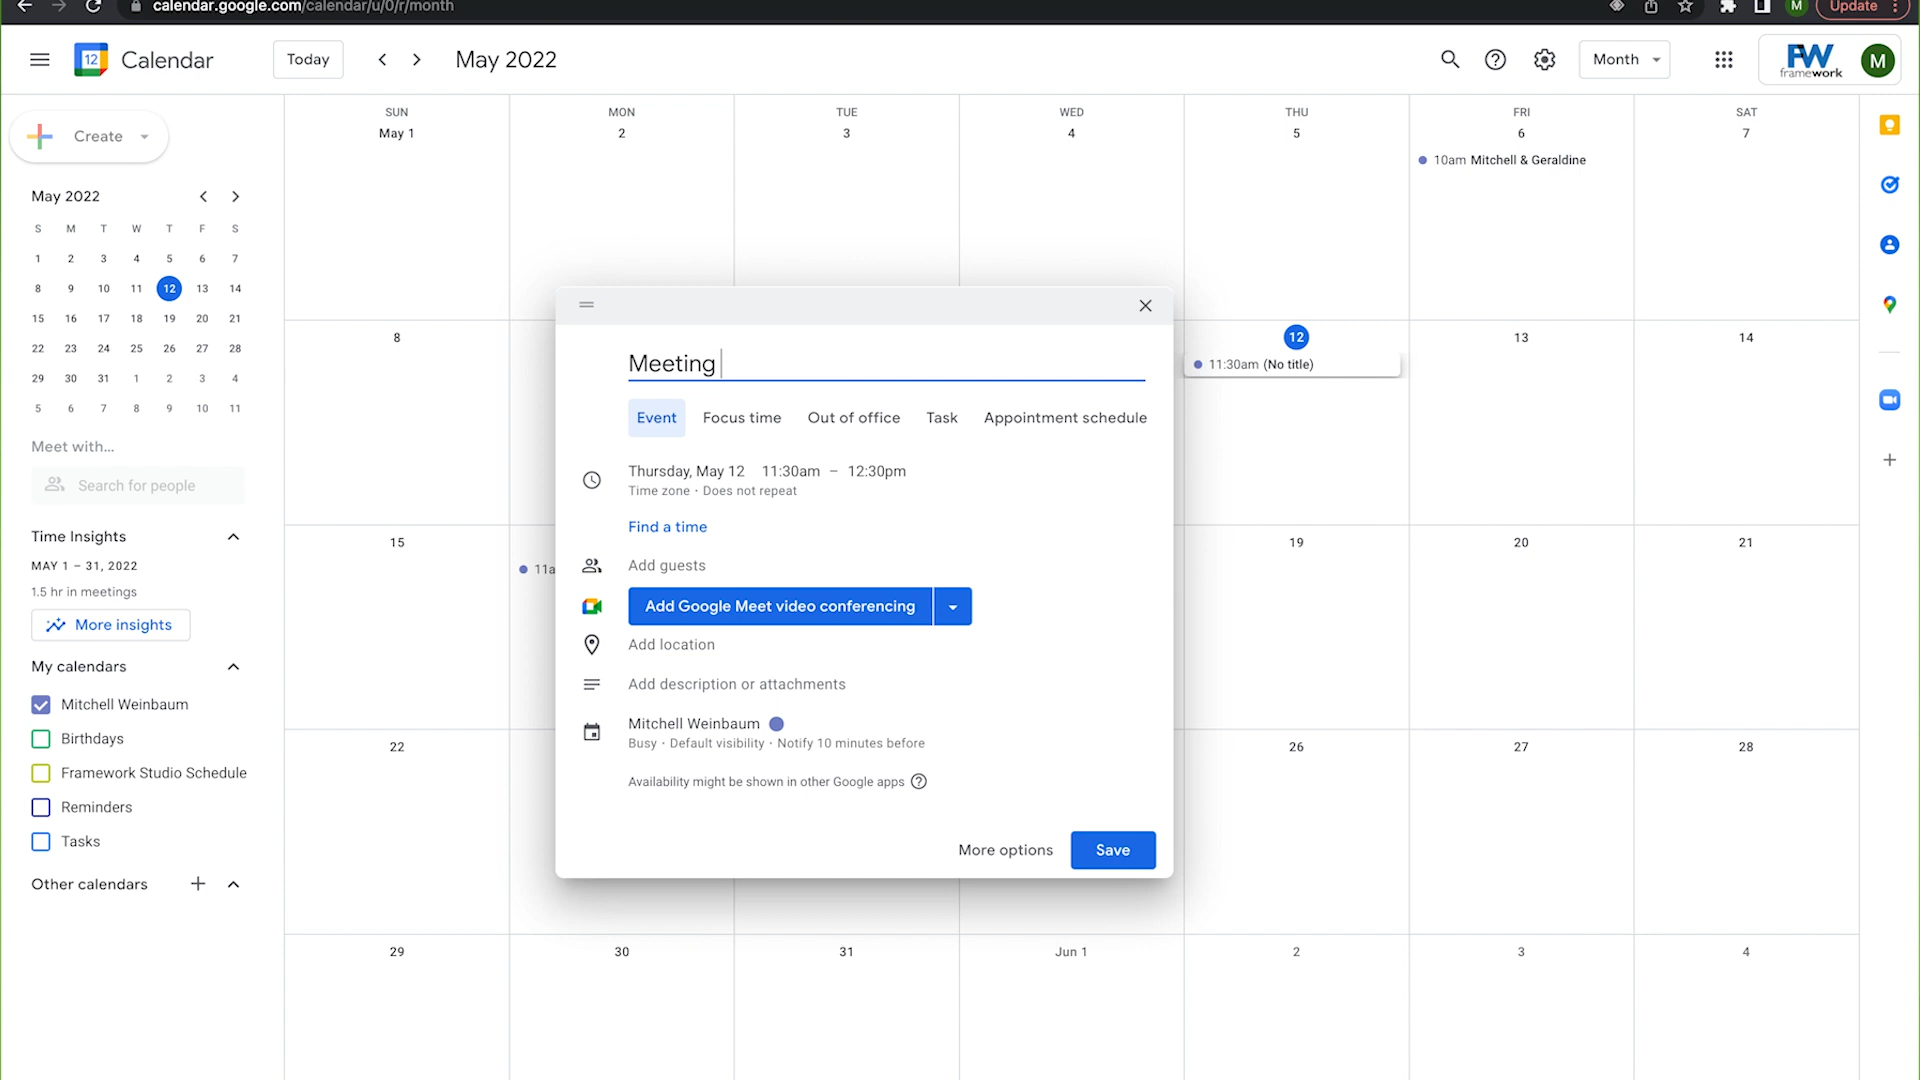 calendar.google.com/calendar/u/0/r/month
M
Update
12
Calendar
Today
May 2022
Month
FW
framework
M
Create
May 2022
S M T W T F S
1 2 3 4 5 6 7
8 9 10 11 12 13 14
15 16 17 18 19 20 21
22 23 24 25 26 27 28
29 30 31 1 2 3 4
5 6 7 8 9 10 11
Meet with...
Search for people
Time Insights
MAY 1 – 31, 2022
1.5 hr in meetings
More insights
My calendars
Mitchell Weinbaum
Birthdays
Framework Studio Schedule
Reminders
Tasks
Other calendars
SUN MON TUE WED THU FRI SAT
May 1 2 3 4 5 6 7
10am Mitchell & Geraldine
8 12 13 14
11:30am (No title)
15 19 20 21
11a
22 26 27 28
29 30 31 Jun 1 2 3 4
Meeting
Event Focus time Out of office Task Appointment schedule
Thursday, May 12 11:30am – 12:30pm
Time zone · Does not repeat
Find a time
Add guests
Add Google Meet video conferencing
Add location
Add description or attachments
Mitchell Weinbaum
Busy · Default visibility · Notify 10 minutes before
Availability might be shown in other Google apps
More options Save